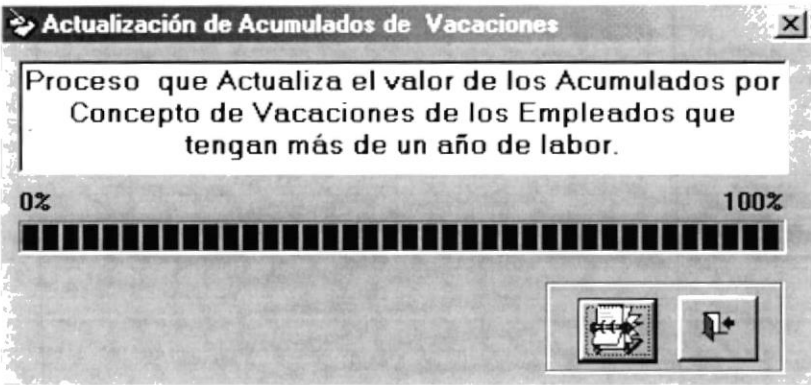 Actualización de Acumulados de Vacaciones
Proceso que Actualiza el valor de los Acumulados por
Concepto de Vacaciones de los Empleados que
tengan más de un año de labor.
0% 100%